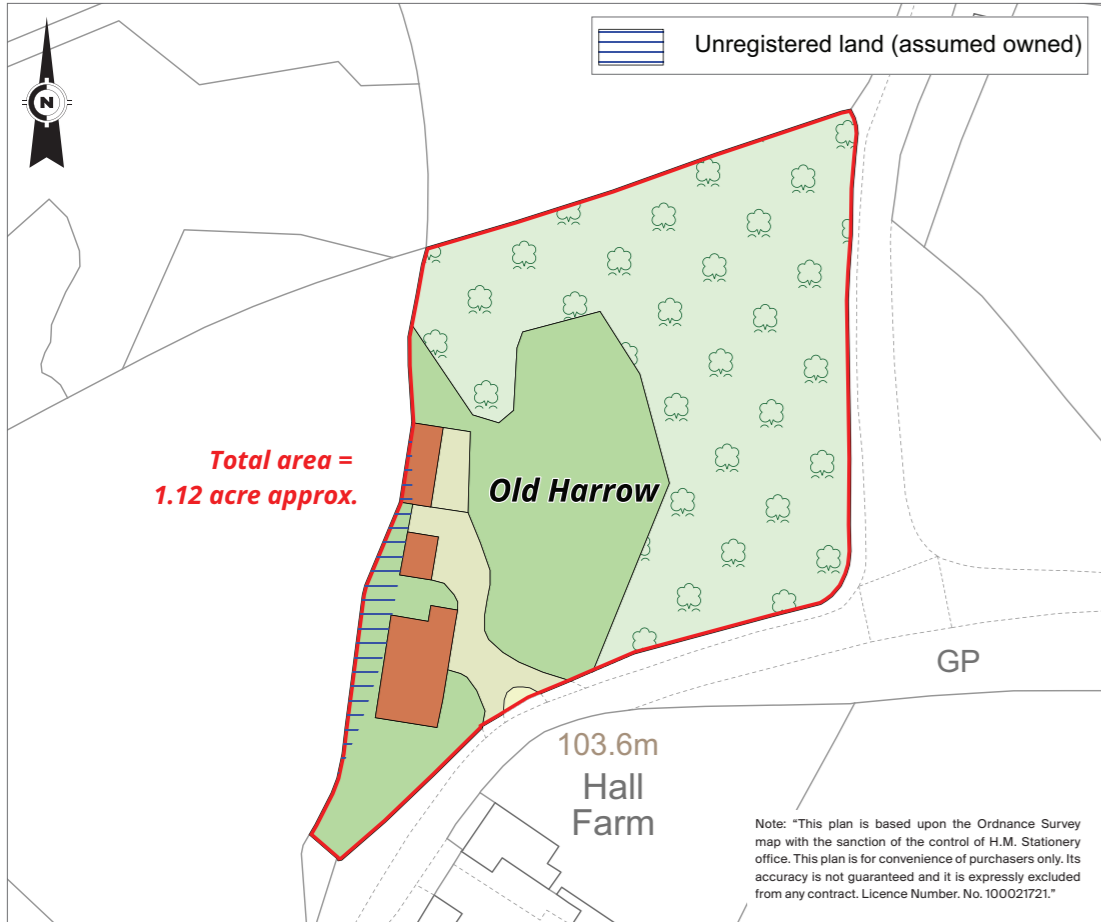 Unregistered land (assumed owned)
N
Total area =
1.12 acre approx.
Old Harrow
GP
103.6m
Hall
Farm
Note: “This plan is based upon the Ordnance Survey
map with the sanction of the control of H.M. Stationery
office. This plan is for convenience of purchasers only. Its
accuracy is not guaranteed and it is expressly excluded
from any contract. Licence Number. No. 100021721.”